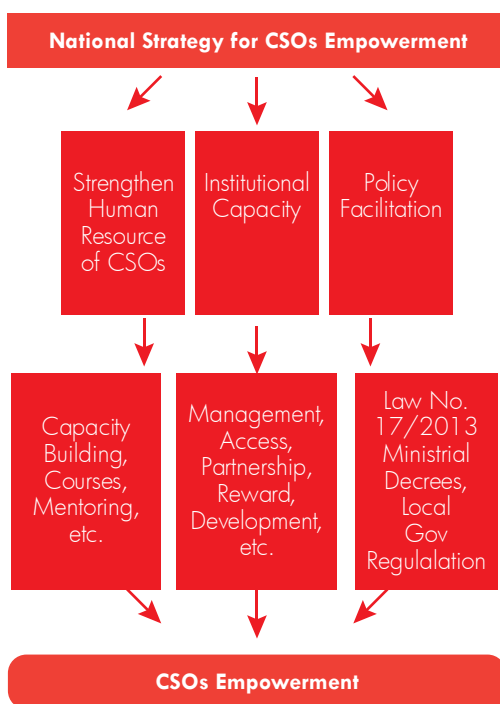 National Strategy for CSOs Empowerment
Strengthen
Human
Resource
of CSOs
Institutional
Capacity
Policy
Facilitation
Capacity
Building,
Courses,
Mentoring,
etc.
Management,
Access,
Partnership,
Reward,
Development,
etc.
Law No.
17/2013
Ministrial
Decrees,
Local
Gov
Regulalation
CSOs Empowerment